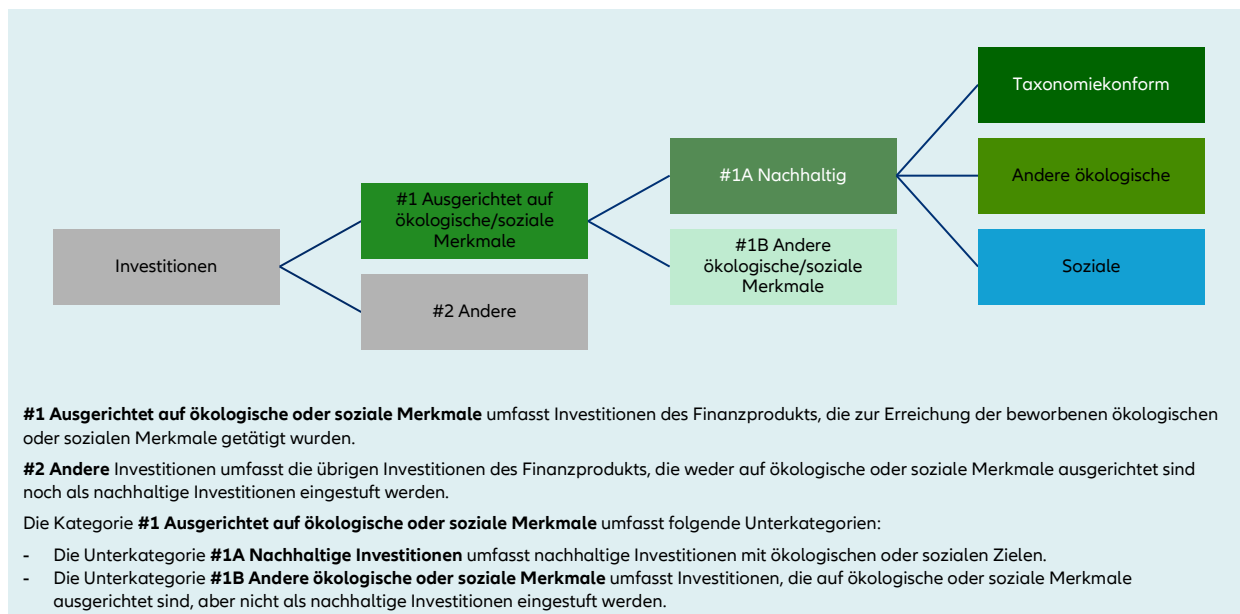 Taxonomiekonform
#1A Nachhaltig
Andere ökologische
#1 Ausgerichtet auf
ökologische/soziale
Merkmale
#1B Andere
ökologische/soziale
Merkmale
Soziale
Investitionen
#2 Andere
#1 Ausgerichtet auf ökologische oder soziale Merkmale umfasst Investitionen des Finanzprodukts, die zur Erreichung der beworbenen ökologischen
oder sozialen Merkmale getätigt wurden.
#2 Andere Investitionen umfasst die übrigen Investitionen des Finanzprodukts, die weder auf ökologische oder soziale Merkmale ausgerichtet sind
noch als nachhaltige Investitionen eingestuft werden.
Die Kategorie #1 Ausgerichtet auf ökologische oder soziale Merkmale umfasst folgende Unterkategorien:
- Die Unterkategorie #1A Nachhaltige Investitionen umfasst nachhaltige Investitionen mit ökologischen oder sozialen Zielen.
- Die Unterkategorie #1B Andere ökologische oder soziale Merkmale umfasst Investitionen, die auf ökologische oder soziale Merkmale
ausgerichtet sind, aber nicht als nachhaltige Investitionen eingestuft werden.